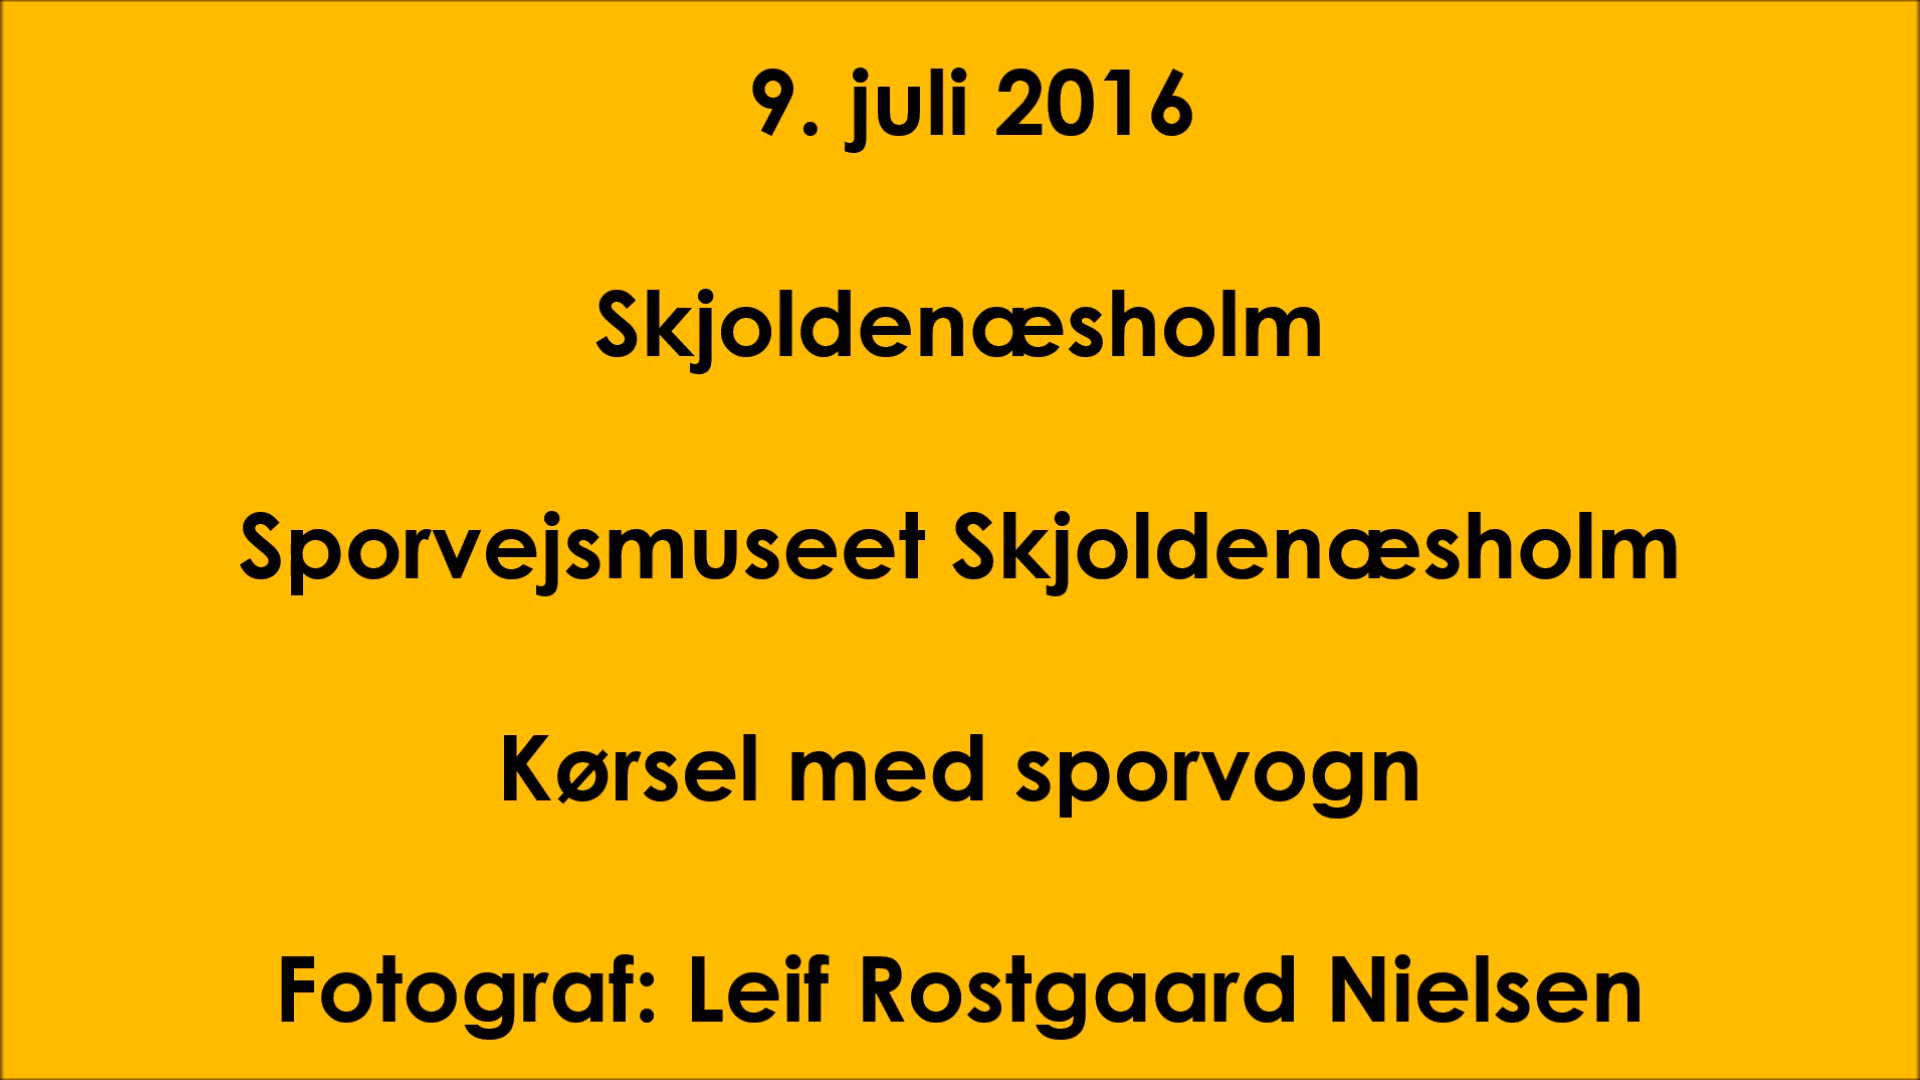 9. juli 2016
Skjoldenæsholm
Sporvejsmuseet Skjoldenæsholm
Kørsel med sporvogn
Fotograf: Leif Rostgaard Nielsen